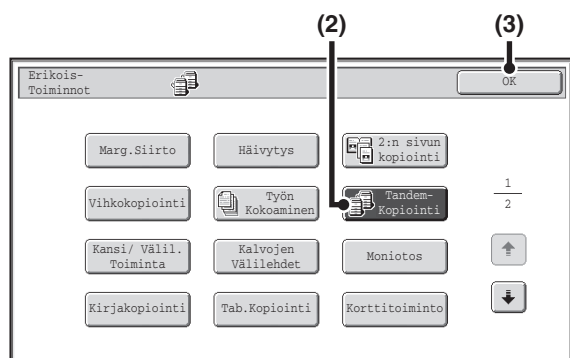 (2)
(3)
Erikois-
Toiminnot
OK
Marg.Siirto
Häivytys
2:n sivun
kopiointi
Vihkokopiointi
Työn
Kokoaminen
Tandem-
Kopiointi
1
2
Kansi/ Välil.
Toiminta
Kalvojen
Välilehdet
Moniotos
Kirjakopiointi
Tab.Kopiointi
Korttitoiminto